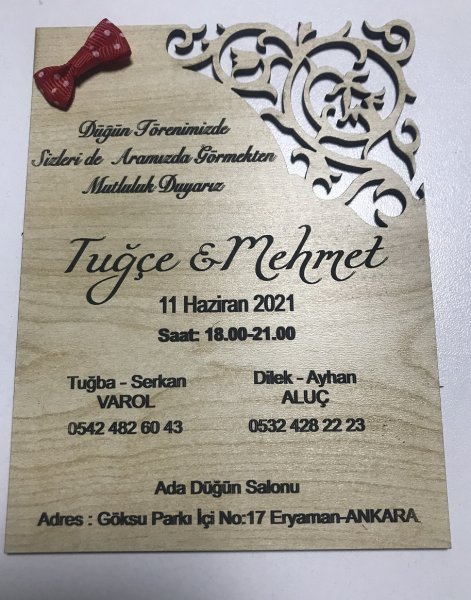 Düğün Törenimizde
Sizleri de Aramızda Görmekten
Mutluluk Duyarız
Tuğçe & Mehmet
11 Haziran 2021
Saat: 18.00-21.00
Tuğba - Serkan
VAROL
0542 482 60 43
Dilek - Ayhan
ALUÇ
0532 428 22 23
Ada Düğün Salonu
Adres : Göksu Parkı İçi No:17 Eryaman-ANKARA